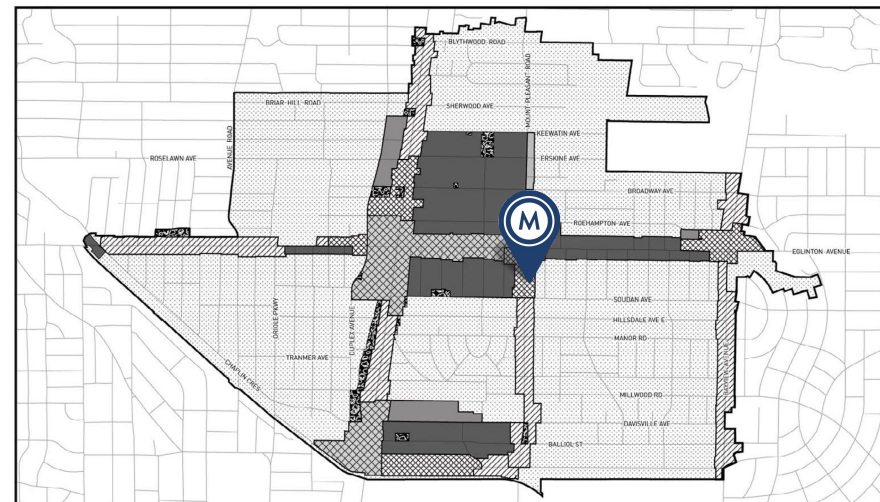 BLYTHWOOD ROAD
MOUNT PLEASANT ROAD
BRIAR HILL ROAD
SHERWOOD AVE
AVENUE ROAD
KEEWATIN AVE
ROSELAWN AVE
ERSKINE AVE
BROADWAY AVE
ROEHAMPTON AVE
M
EGLINTON AVENUE
SOUDAN AVE
ORIOLE PKWY
DUPLEX AVENUE
HILLSDALE AVE E
MANOR RD
TRANMER AVE
CHAPLIN CRES
MILLWOOD RD
DAVISVILLE AVE
BALLIOL ST